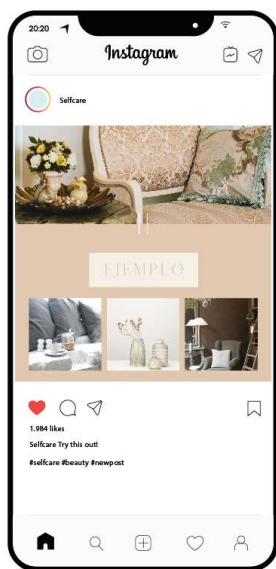 20:20
Instagram
Selfcare
EJEMPLO
1.984 likes
Selfcare Try this out!
#selfcare #beauty #newpost